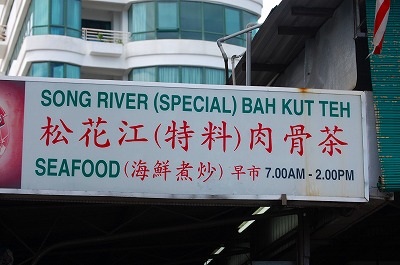 SONG RIVER (SPECIAL) BAH KUT TEH
松花江(特料)肉骨茶
SEAFOOD (海鮮煮炒) 早市 7.00AM - 2.00PM